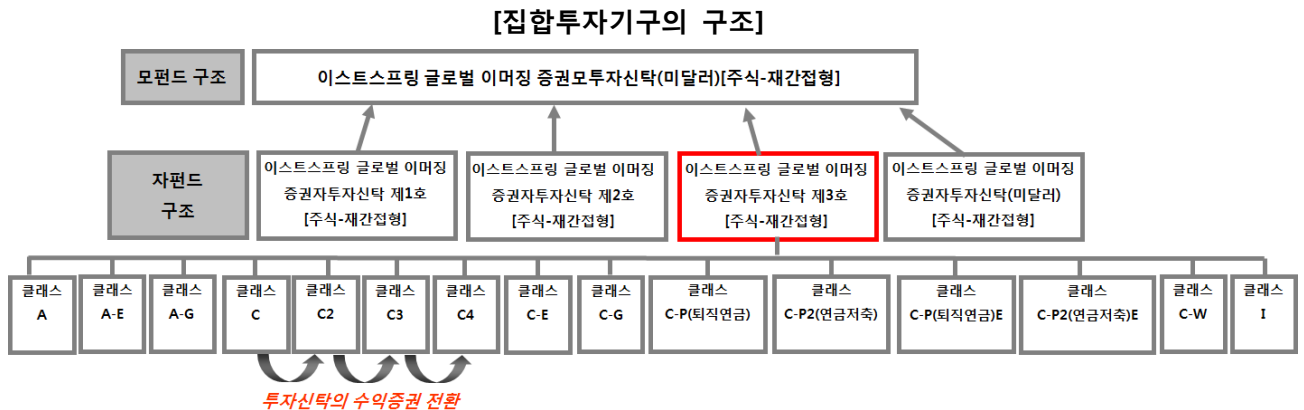 [집합투자기구의 구조]
모펀드 구조
이스트스프링 글로벌 이머징 증권모투자신탁(미달러)[주식-재간접형]
자펀드
구조
이스트스프링 글로벌 이머징
증권자투자신탁 제1호
[주식-재간접형]
이스트스프링 글로벌 이머징
증권자투자신탁 제2호
[주식-재간접형]
이스트스프링 글로벌 이머징
증권자투자신탁 제3호
[주식-재간접형]
이스트스프링 글로벌 이머징
증권자투자신탁(미달러)
[주식-재간접형]
클래스
A
클래스
A-E
클래스
A-G
클래스
C
클래스
C2
클래스
C3
클래스
C4
클래스
C-E
클래스
C-G
클래스
C-P(퇴직연금)
클래스
C-P2(연금저축)
클래스
C-P(퇴직연금)E
클래스
C-P2(연금저축)E
클래스
C-W
클래스
I
투자신탁의 수익증권 전환